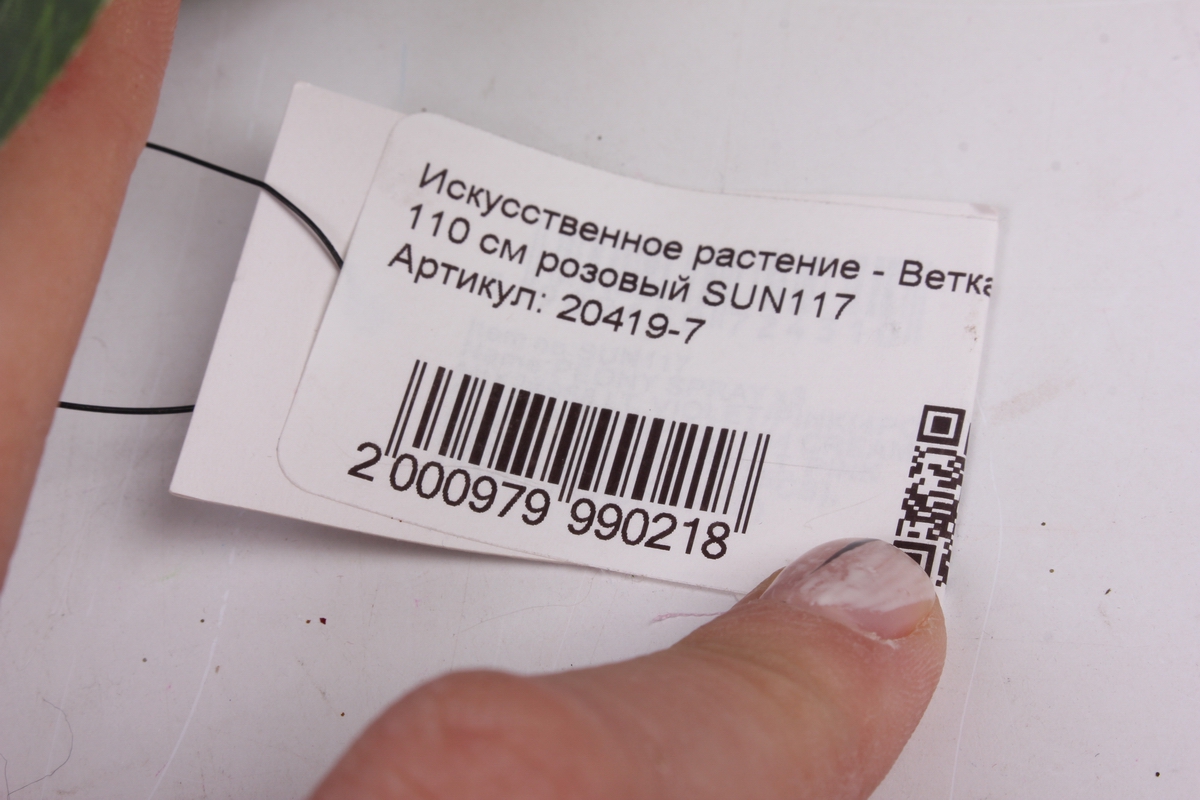 Искусственное растение - Ветка
110 см розовый SUN117
Артикул: 20419-7
2 000979 990218